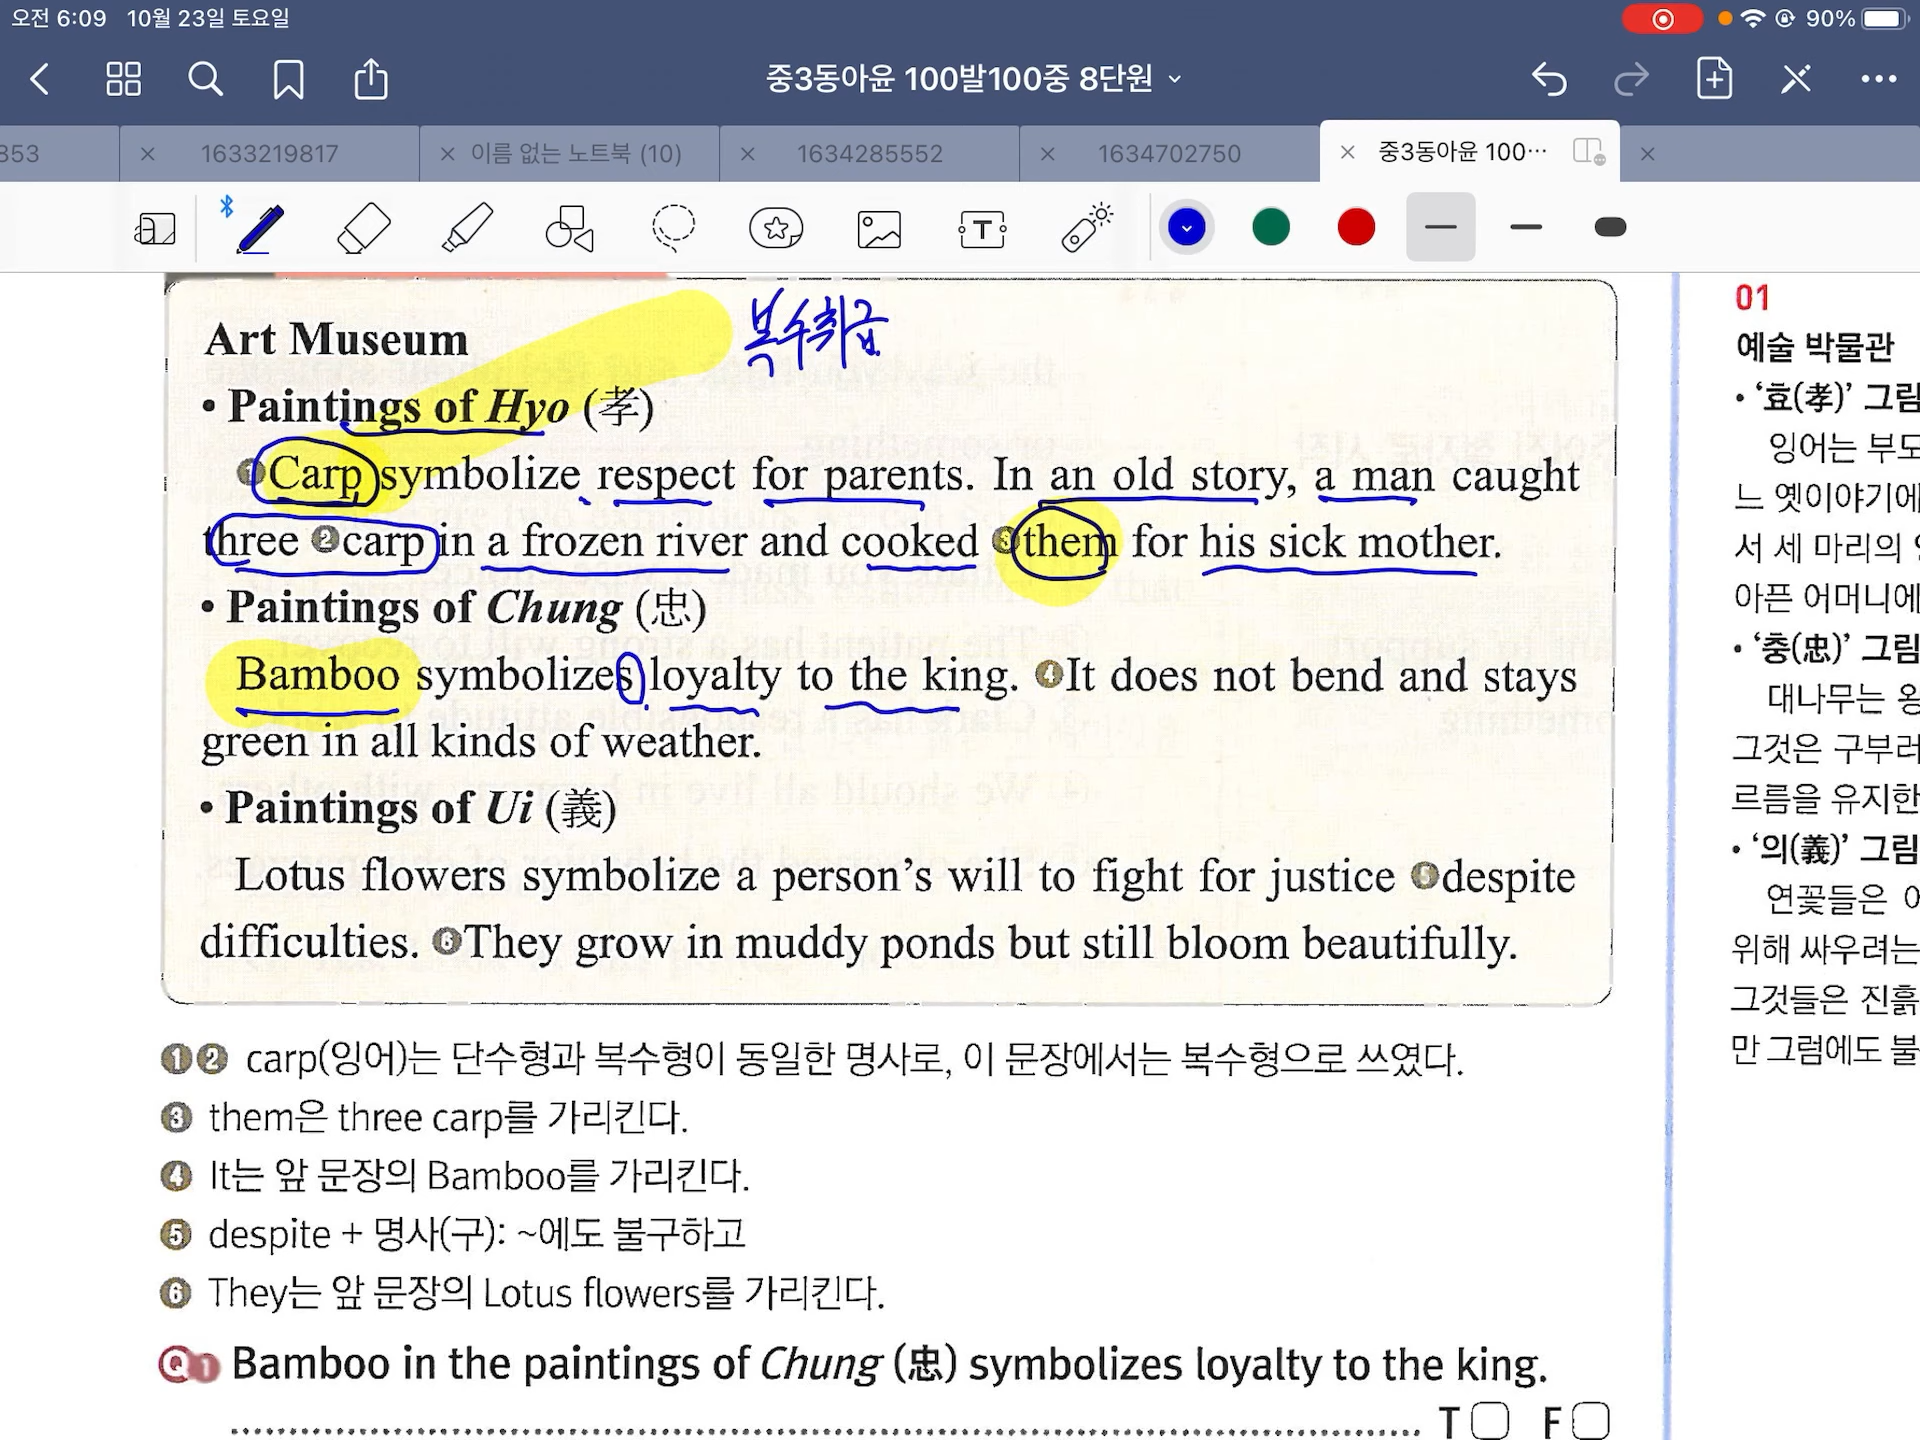 오전 6:09 10월 23일 토요일
90%
중3동아윤 100발100중 8단원
853
1633219817
이름 없는 노트북 (10)
1634285552
1634702750
중3동아윤 100…
01
Art Museum
복수취급
• Paintings of Hyo (孝)
❶Carp symbolize respect for parents. In an old story, a man caught
three ❷carp in a frozen river and cooked ❸them for his sick mother.
• Paintings of Chung (忠)
Bamboo symbolizes loyalty to the king. ❹It does not bend and stays
green in all kinds of weather.
• Paintings of Ui (義)
Lotus flowers symbolize a person's will to fight for justice ❺despite
difficulties. ❻They grow in muddy ponds but still bloom beautifully.
예술 박물관
• '효(孝)' 그림
잉어는 부모
느 옛이야기에
서 세 마리의
아픈 어머니에
• '충(忠)' 그림
대나무는 왕
그것은 구부러
르름을 유지한
• '의(義)' 그림
연꽃들은
위해 싸우려는
그것들은 진흙
만 그럼에도 불
❶❷ carp(잉어)는 단수형과 복수형이 동일한 명사로, 이 문장에서는 복수형으로 쓰였다.
❸ them은 three carp를 가리킨다.
❹ It는 앞 문장의 Bamboo를 가리킨다.
❺ despite + 명사(구): ~에도 불구하고
❻ They는 앞 문장의 Lotus flowers를 가리킨다.
Q1 Bamboo in the paintings of Chung (忠) symbolizes loyalty to the king.
T F